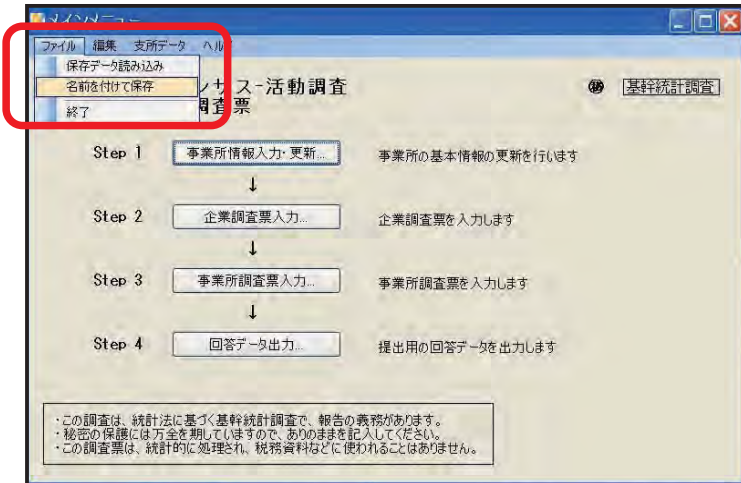 メインメニュー
ファイル 編集 支所データ ヘル
保存データ読み込み
名前を付けて保存
終了
ンサス-活動調査
調査票
㊙ 基幹統計調査
Step 1 事業所情報入力・更新... 事業所の基本情報の更新を行います
↓
Step 2 企業調査票入力... 企業調査票を入力します
↓
Step 3 事業所調査票入力... 事業所調査票を入力します
↓
Step 4 回答データ出力... 提出用の回答データを出力します
・この調査は、統計法に基づく基幹統計調査で、報告の義務があります。
・秘密の保護には万全を期していますので、ありのままを記入してください。
・この調査票は、統計的に処理され、税務資料などに使われることはありません。